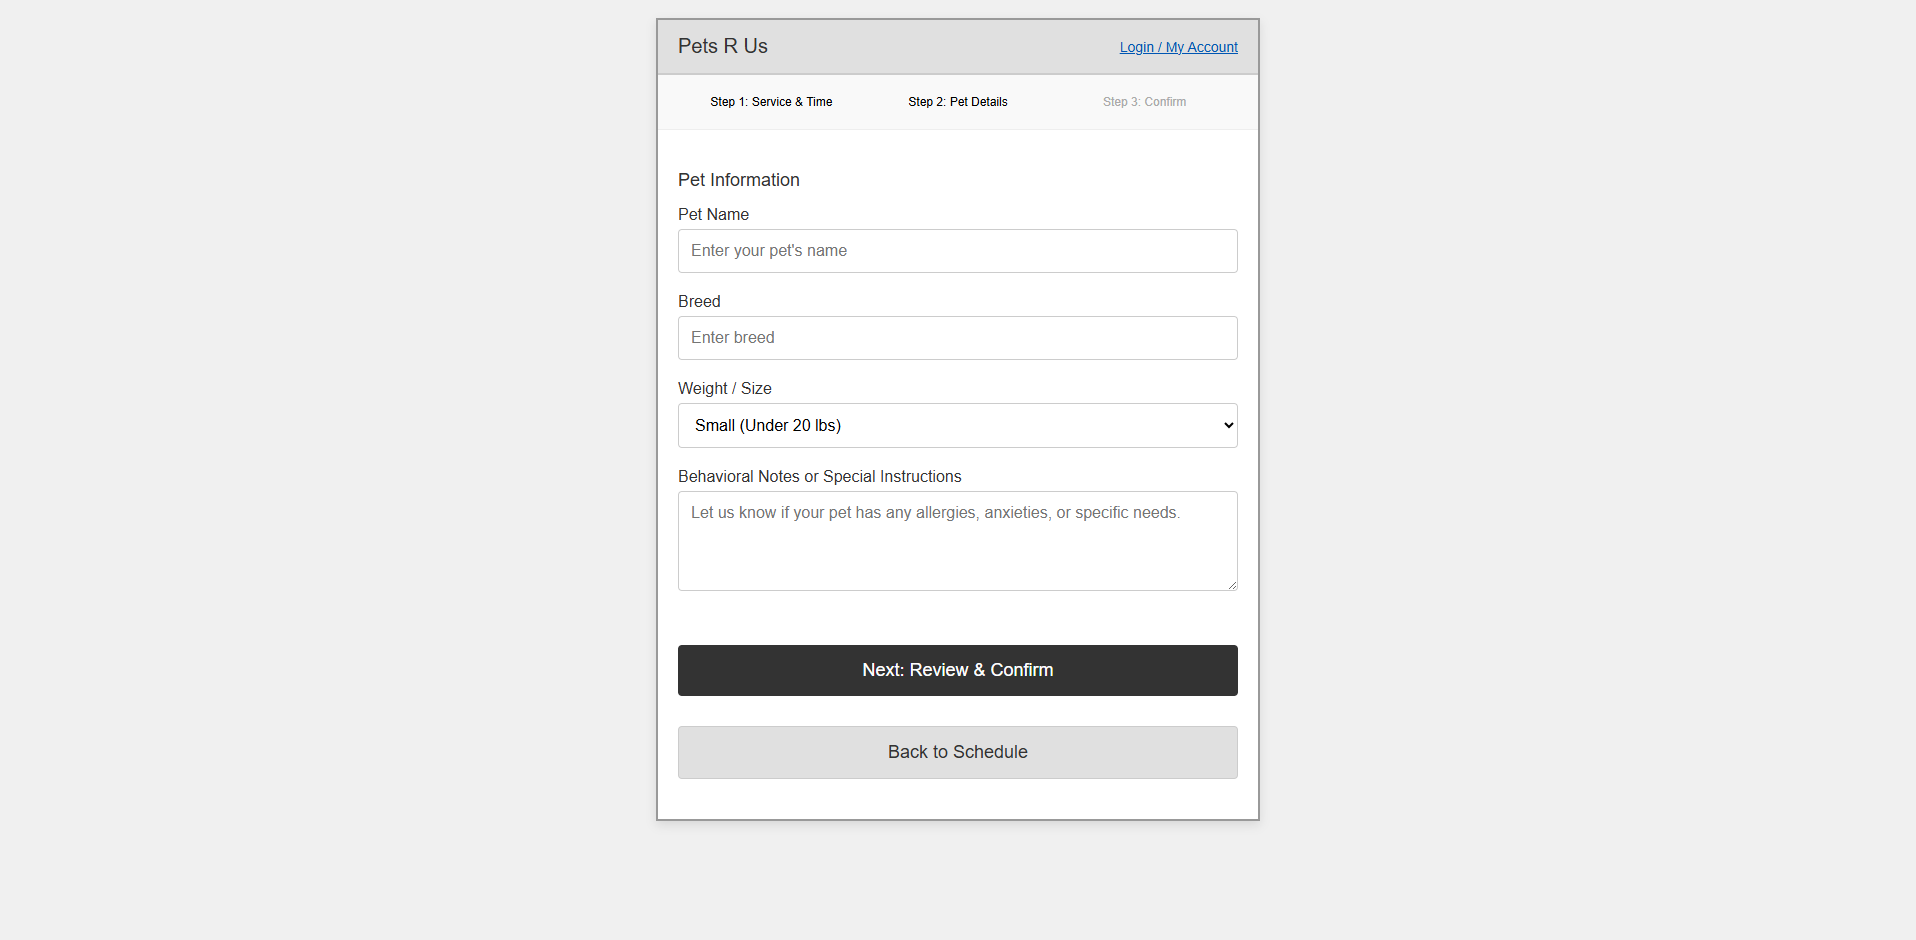 Pets R Us
Login / My Account
Step 1: Service & Time
Step 2: Pet Details
Step 3: Confirm
Pet Information
Pet Name
Enter your pet's name
Breed
Enter breed
Weight / Size
Small (Under 20 lbs)
Behavioral Notes or Special Instructions
Let us know if your pet has any allergies, anxieties, or specific needs.
Next: Review & Confirm
Back to Schedule